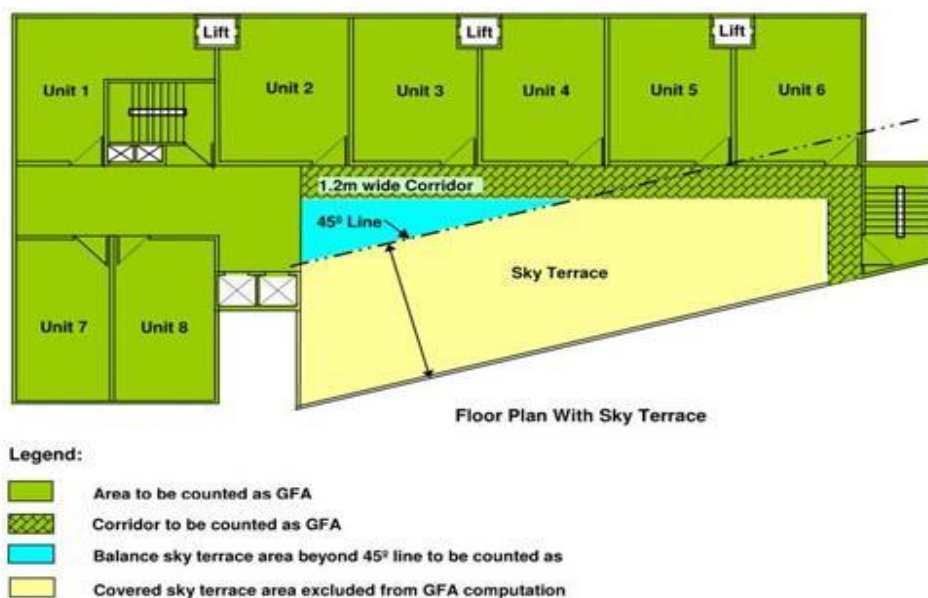 Lift Lift Lift
Unit 1 Unit 2 Unit 3 Unit 4 Unit 5 Unit 6
1.2m wide Corridor
45º Line
Sky Terrace
Unit 7 Unit 8
Floor Plan With Sky Terrace
Legend:
Area to be counted as GFA
Corridor to be counted as GFA
Balance sky terrace area beyond 45º line to be counted as
Covered sky terrace area excluded from GFA computation